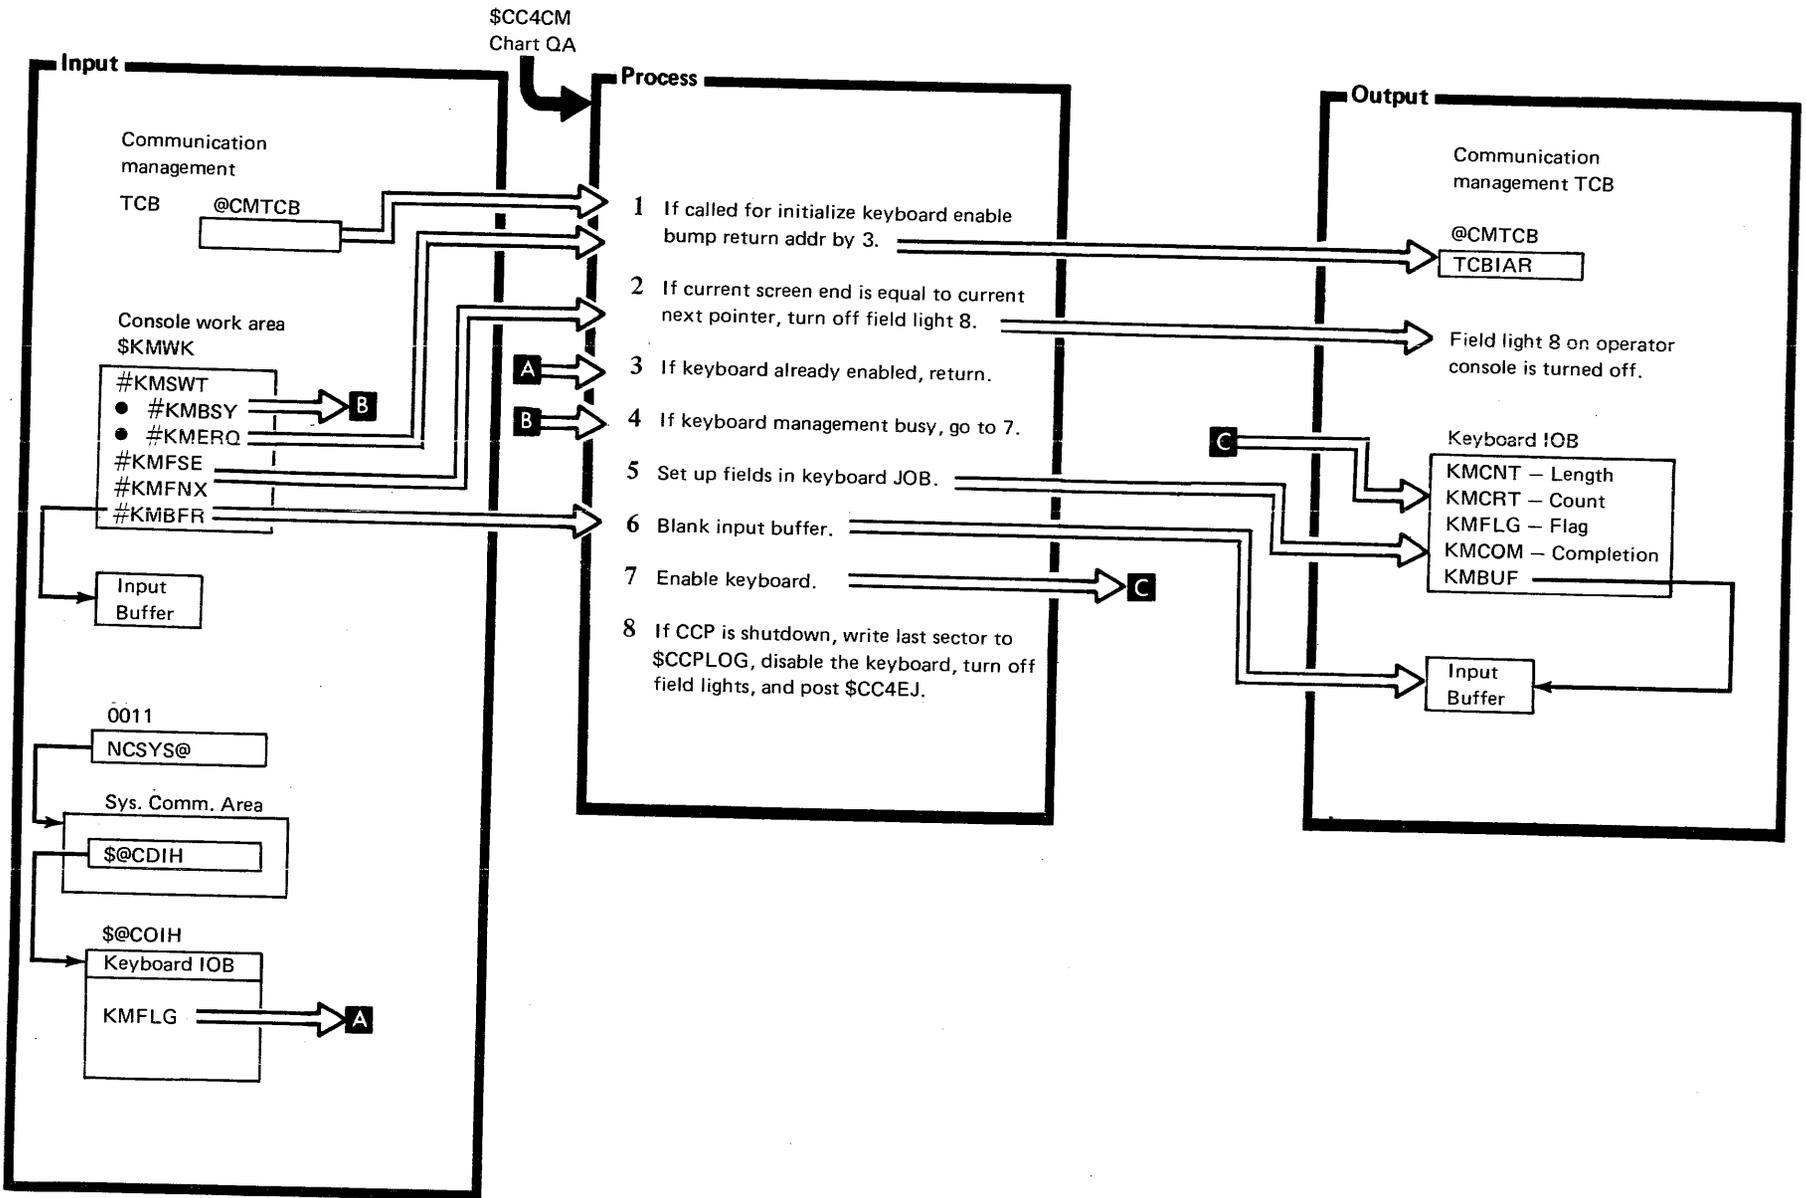 $CC4CM
Chart QA
Input
Communication
management
TCB @CMTCB
Console work area
$KMWK
#KMSWT
● #KMBSY
B
● #KMERQ
#KMFSE
#KMFNX
#KMBFR
Input
Buffer
0011
NCSYS@
Sys. Comm. Area
$@CDIH
$@COIH
Keyboard IOB
KMFLG
A
Process
1 If called for initialize keyboard enable
bump return addr by 3.
2 If current screen end is equal to current
next pointer, turn off field light 8.
A
3 If keyboard already enabled, return.
B
4 If keyboard management busy, go to 7.
5 Set up fields in keyboard JOB.
6 Blank input buffer.
7 Enable keyboard.
C
8 If CCP is shutdown, write last sector to
$CCPLOG, disable the keyboard, turn off
field lights, and post $CC4EJ.
Output
Communication
management TCB
@CMTCB
TCBIAR
Field light 8 on operator
console is turned off.
C
Keyboard IOB
KMCNT – Length
KMCRT – Count
KMFLG – Flag
KMCOM – Completion
KMBUF
Input
Buffer